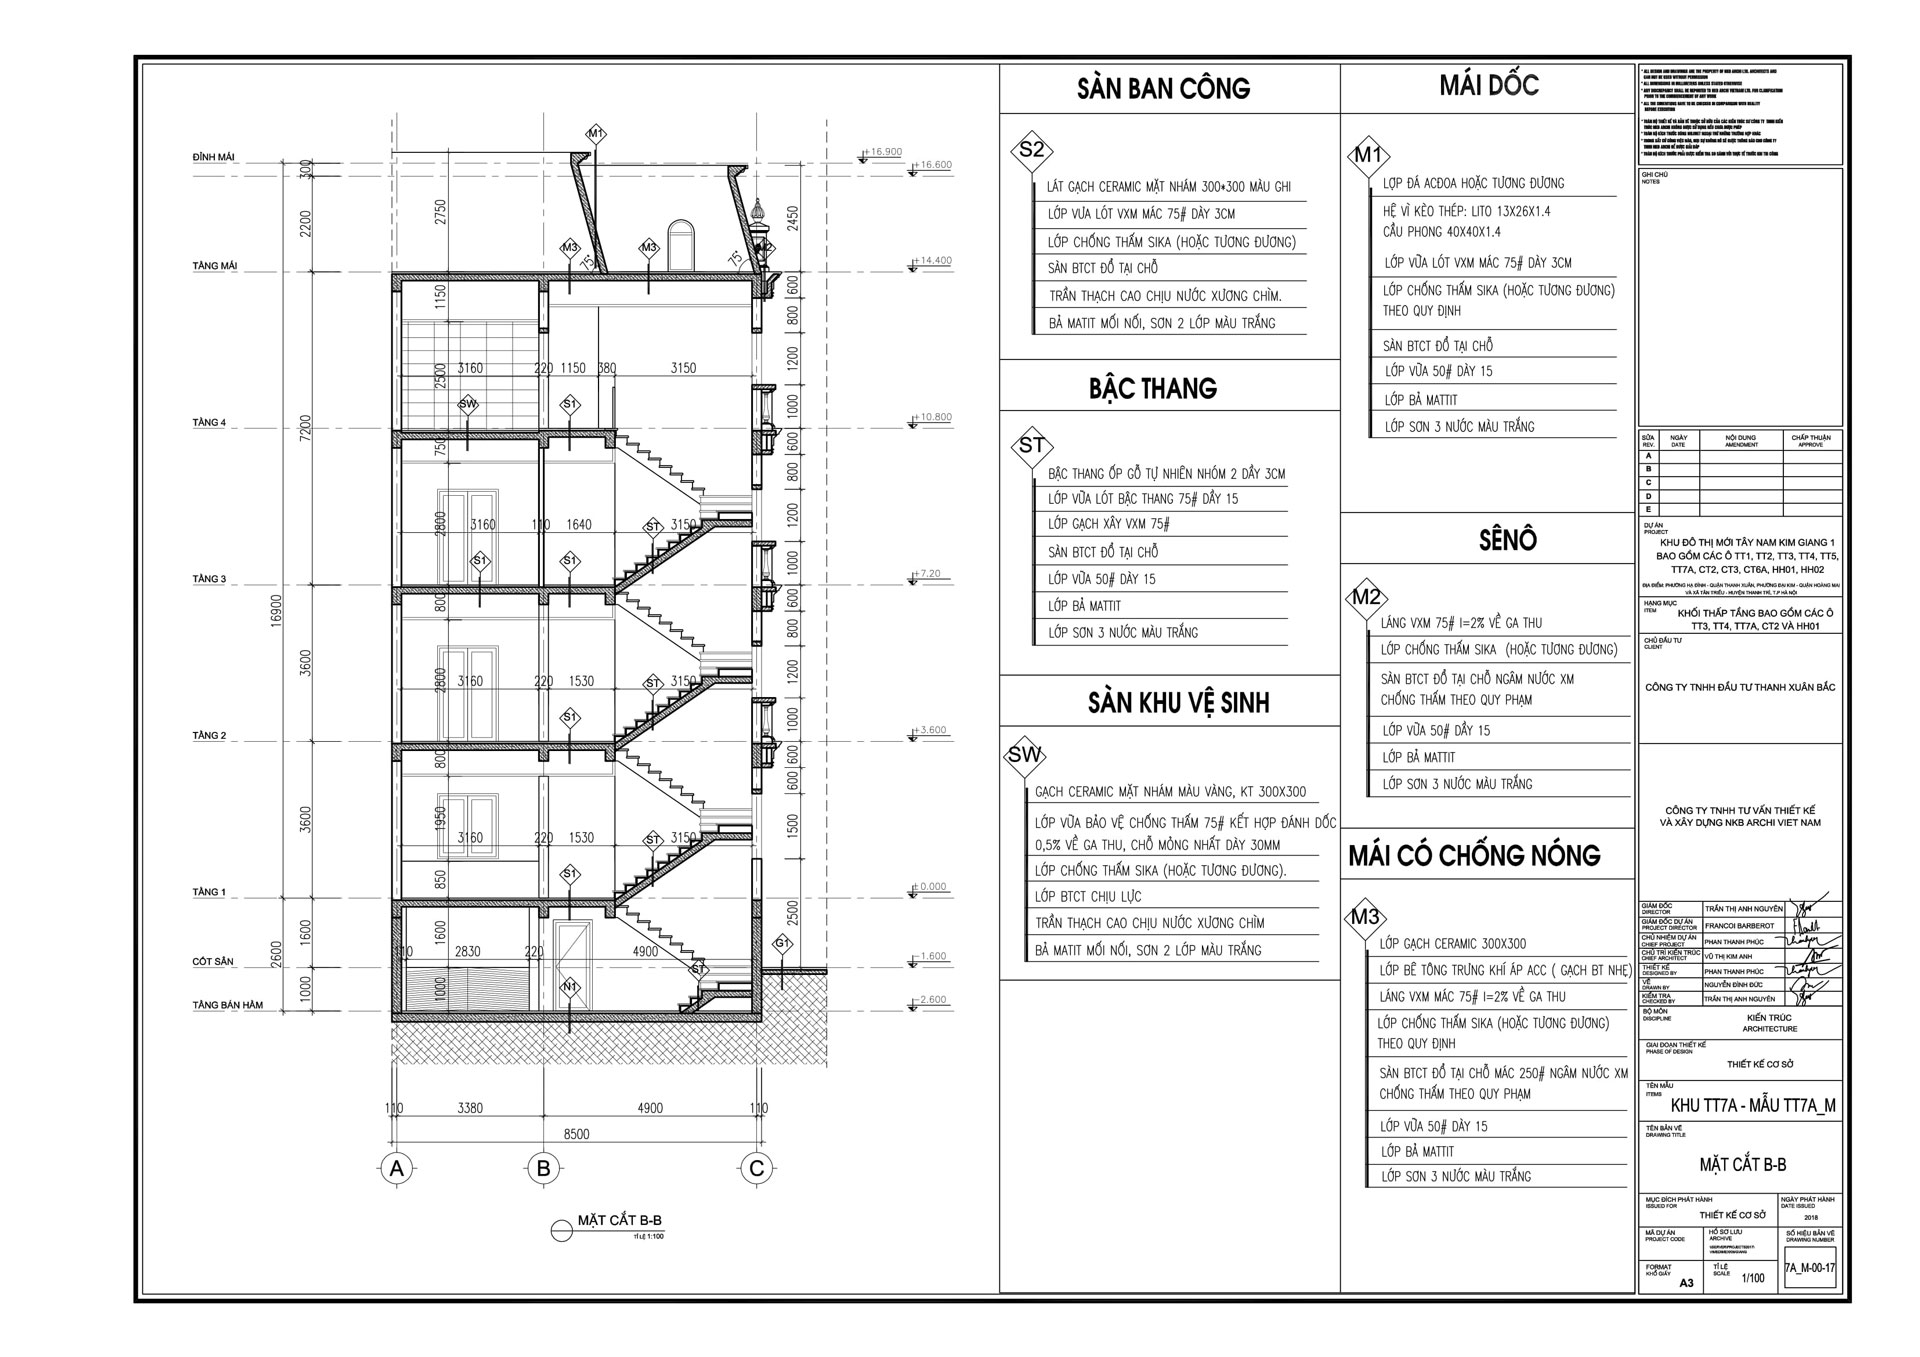 ĐỈNH MÁI
TẦNG MÁI
TẦNG 4
TẦNG 3
TẦNG 2
TẦNG 1
CÔT SÂN
TẦNG BÁN HẦM
300
2200
7200
3600
3600
1600
1000
16900
2600
+16.900
+16.600
+14.400
+10.800
+7.20
+3.600
±0.000
-1.600
-2.600
M1
M3
M3
M2
75°
75°
2750
2450
1150
2500
3160
220
1150
380
3150
SW
S1
750
2800
3160
110
1640
3150
ST
S1
S1
800
2800
3160
220
1530
3150
ST
S1
800
1950
3160
220
1530
3150
ST
S1
850
1600
110
2830
220
4900
ST
1000
N1
G1
600
800
1200
1000
600
800
1200
1000
600
800
1200
1000
600
600
1500
2500
110
3380
4900
110
8500
A
B
C
MẶT CẮT B-B
TỈ LỆ 1:100
SÀN BAN CÔNG
S2
LÁT GẠCH CERAMIC MẶT NHÁM 300*300 MÀU GHI
LỚP VƯA LÓT VXM MÁC 75# DÀY 3CM
LỚP CHỐNG THẤM SIKA (HOẶC TƯƠNG ĐƯƠNG)
SÀN BTCT ĐỔ TẠI CHỖ
TRẦN THẠCH CAO CHỊU NƯỚC XƯƠNG CHÌM.
BẢ MATIT MỐI NỐI, SƠN 2 LỚP MÀU TRẮNG
BẬC THANG
ST
BẬC THANG ỐP GỖ TỰ NHIÊN NHÓM 2 DẦY 3CM
LỚP VỮA LÓT BẬC THANG 75# DẦY 15
LỚP GẠCH XÂY VXM 75#
SÀN BTCT ĐỔ TẠI CHỖ
LỚP VỮA 50# DÀY 15
LỚP BẢ MATTIT
LỚP SƠN 3 NƯỚC MÀU TRẮNG
SÀN KHU VỆ SINH
SW
GẠCH CERAMIC MẶT NHÁM MÀU VÀNG, KT 300X300
LỚP VỮA BẢO VỆ CHỐNG THẤM 75# KẾT HỢP ĐÁNH DỐC
0,5% VỀ GA THU, CHỖ MỎNG NHẤT DÀY 30MM
LỚP CHỐNG THẤM SIKA (HOẶC TƯƠNG ĐƯƠNG).
LỚP BTCT CHỊU LỰC
TRẦN THẠCH CAO CHỊU NƯỚC XƯƠNG CHÌM
BẢ MATIT MỐI NỐI, SƠN 2 LỚP MÀU TRẮNG
MÁI DỐC
M1
LỢP ĐÁ ACĐOA HOẶC TƯƠNG ĐƯƠNG
HỆ VÌ KÈO THÉP: LITO 13X26X1.4
CẦU PHONG 40X40X1.4
LỚP VỮA LÓT VXM MÁC 75# DÀY 3CM
LỚP CHỐNG THẤM SIKA (HOẶC TƯƠNG ĐƯƠNG)
THEO QUY ĐỊNH
SÀN BTCT ĐỔ TẠI CHỖ
LỚP VỮA 50# DÀY 15
LỚP BẢ MATTIT
LỚP SƠN 3 NƯỚC MÀU TRẮNG
SÊNÔ
M2
LÁNG VXM 75# I=2% VỀ GA THU
LỚP CHỐNG THẤM SIKA (HOẶC TƯƠNG ĐƯƠNG)
SÀN BTCT ĐỔ TẠI CHỖ NGÂM NƯỚC XM
CHỐNG THẤM THEO QUY PHẠM
LỚP VỮA 50# DẦY 15
LỚP BẢ MATTIT
LỚP SƠN 3 NƯỚC MÀU TRẮNG
MÁI CÓ CHỐNG NÓNG
M3
LỚP GẠCH CERAMIC 300X300
LỚP BÊ TÔNG TRƯNG KHÍ ÁP ACC ( GẠCH BT NHẸ)
LÁNG VXM MÁC 75# I=2% VỀ GA THU
LỚP CHỐNG THẤM SIKA (HOẶC TƯƠNG ĐƯƠNG)
THEO QUY ĐỊNH
SÀN BTCT ĐỔ TẠI CHỖ MÁC 250# NGÂM NƯỚC XM
CHỐNG THẤM THEO QUY PHẠM
LỚP VỮA 50# DÀY 15
LỚP BẢ MATTIT
LỚP SƠN 3 NƯỚC MÀU TRẮNG
GHI CHÚ
NOTES
SỬA NGÀY NỘI DUNG CHẤP THUẬN
REV. DATE AMENDMENT APPROVE
A
B
C
D
E
DỰ ÁN
PROJECT
KHU ĐÔ THỊ MỚI TÂY NAM KIM GIANG 1
BAO GỒM CÁC Ô TT1, TT2, TT3, TT4, TT5,
TT7A, CT2, CT3, CT6A, HH01, HH02
ĐỊA ĐIỂM: PHƯỜNG HẠ ĐÌNH - QUẬN THANH XUÂN, PHƯỜNG ĐẠI KIM - QUẬN HOÀNG MAI
VÀ XÃ TÂN TRIỀU - HUYỆN THANH TRÌ, T.P HÀ NỘI
HẠNG MỤC
ITEM
KHỐI THẤP TẦNG BAO GỒM CÁC Ô
TT3, TT4, TT7A, CT2 VÀ HH01
CHỦ ĐẦU TƯ
CLIENT
CÔNG TY TNHH ĐẦU TƯ THANH XUÂN BẮC
CÔNG TY TNHH TƯ VẤN THIẾT KẾ
VÀ XÂY DỰNG NKB ARCHI VIET NAM
GIÁM ĐỐC
DIRECTOR
TRẦN THỊ ANH NGUYÊN
GIÁM ĐỐC DỰ ÁN
PROJECT DIRECTOR
FRANCOI BARBEROT
CHỦ NHIỆM DỰ ÁN
CHIEF PROJECT
PHAN THANH PHÚC
CHỦ TRÌ KIẾN TRÚC
CHIEF ARCHITECT
VŨ THỊ KIM ANH
THIẾT KẾ
DESIGNED BY
PHAN THANH PHÚC
VẼ
DRAWN BY
NGUYỄN ĐÌNH ĐỨC
KIỂM TRA
CHECKED BY
TRẦN THỊ ANH NGUYÊN
BỘ MÔN
DISCIPLINE
KIẾN TRÚC
ARCHITECTURE
GIAI ĐOẠN THIẾT KẾ
PHASE OF DESIGN
THIẾT KẾ CƠ SỞ
TÊN MẪU
ITEMS
KHU TT7A - MẪU TT7A_M
TÊN BẢN VẼ
DRAWING TITLE
MẶT CẮT B-B
MỤC ĐÍCH PHÁT HÀNH
ISSUED FOR
THIẾT KẾ CƠ SỞ
NGÀY PHÁT HÀNH
DATE ISSUED
2018
MÃ DỰ ÁN
PROJECT CODE
HỒ SƠ LƯU
ARCHIVE
SỐ HIỆU BẢN VẼ
DRAWING NUMBER
7A_M-00-17
FORMAT
KHỔ GIẤY
A3
TỈ LỆ
SCALE
1/100